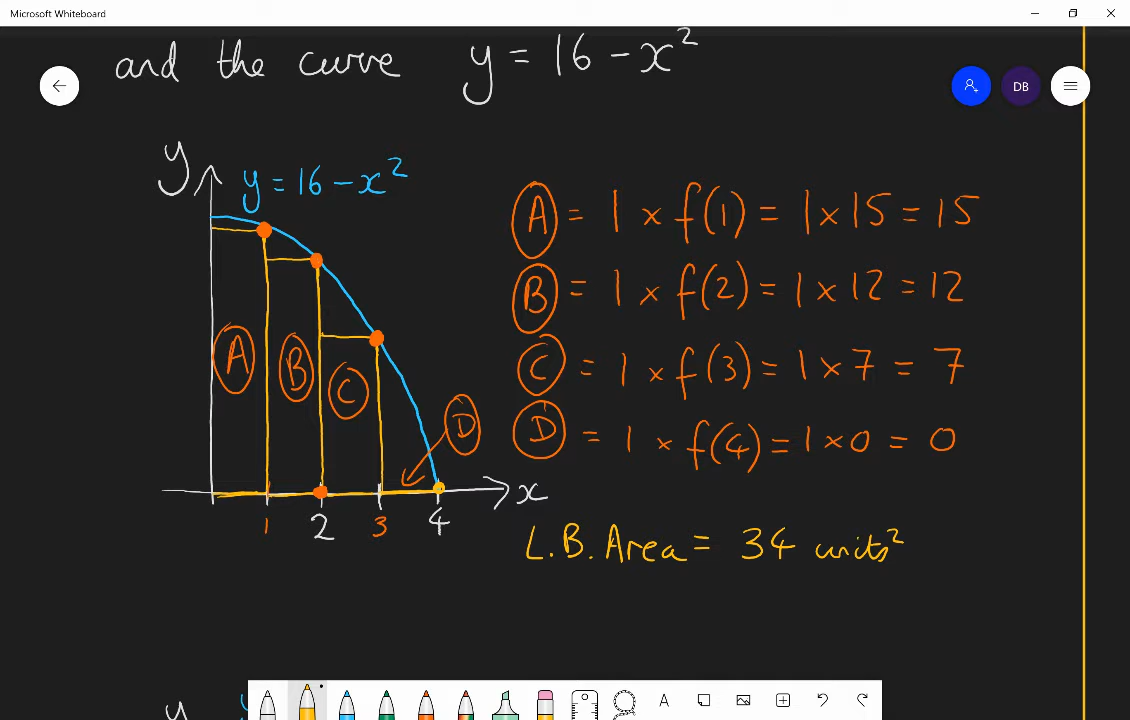 Microsoft Whiteboard
and the curve y = 16 - x²
DB
y
y = 16 - x²
A = 1 × f(1) = 1 × 15 = 15
B = 1 × f(2) = 1 × 12 = 12
C = 1 × f(3) = 1 × 7 = 7
D = 1 × f(4) = 1 × 0 = 0
A B C D
x
1 2 3 4
L.B. Area = 34 units²
y
A